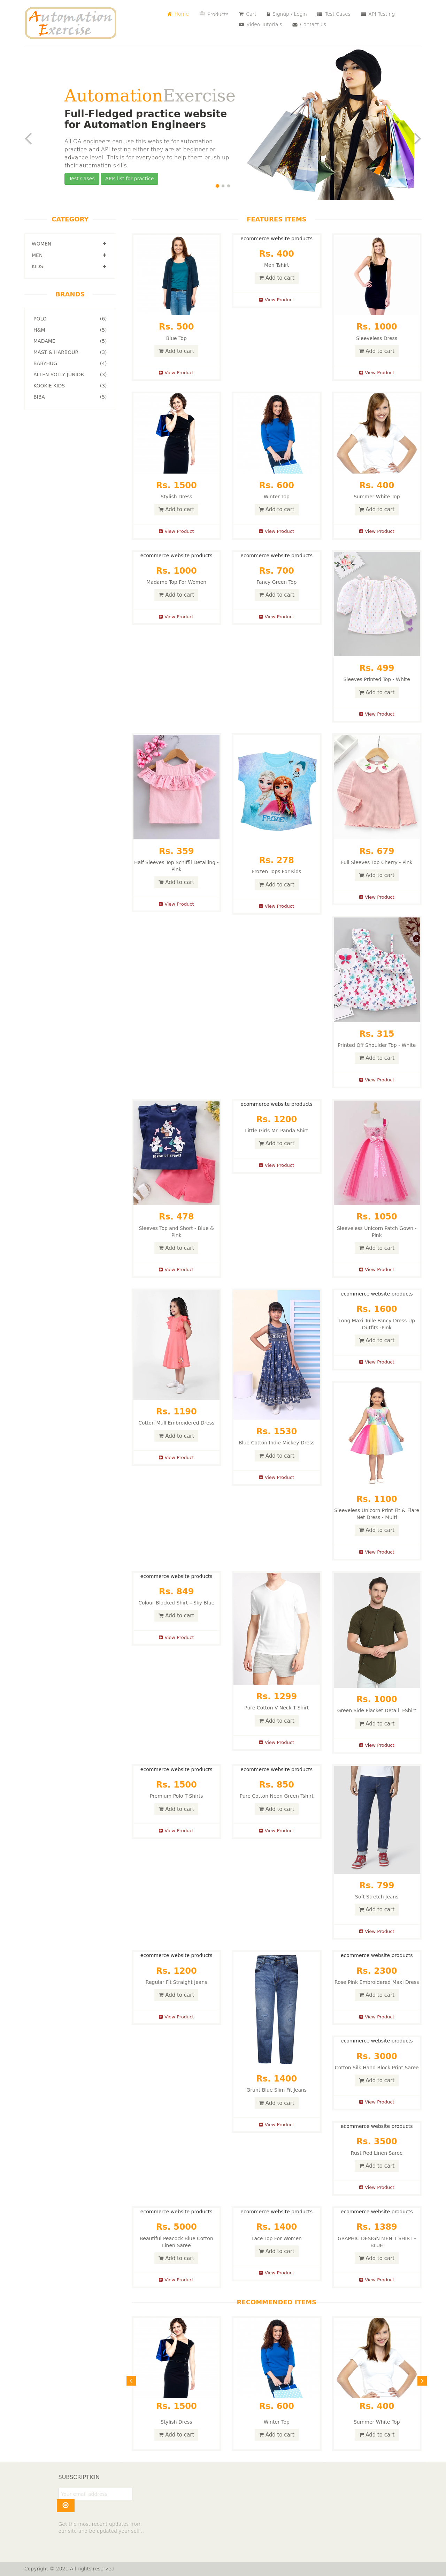 Automation
Exercise
Home
Products
Cart
Signup / Login
Test Cases
API Testing
Video Tutorials
Contact us
AutomationExercise
Full-Fledged practice website
for Automation Engineers
All QA engineers can use this website for automation
practice and API testing either they are at beginner or
advance level. This is for everybody to help them brush up
their automation skills.
Test Cases
APIs list for practice
CATEGORY
WOMEN
MEN
KIDS
BRANDS
POLO (6)
H&M (5)
MADAME (5)
MAST & HARBOUR (3)
BABYHUG (4)
ALLEN SOLLY JUNIOR (3)
KOOKIE KIDS (3)
BIBA (5)
FEATURES ITEMS
Rs. 500
Blue Top
Add to cart
View Product
ecommerce website products
Rs. 400
Men Tshirt
Add to cart
View Product
Rs. 1000
Sleeveless Dress
Add to cart
View Product
Rs. 1500
Stylish Dress
Add to cart
View Product
Rs. 600
Winter Top
Add to cart
View Product
Rs. 400
Summer White Top
Add to cart
View Product
ecommerce website products
Rs. 1000
Madame Top For Women
Add to cart
View Product
ecommerce website products
Rs. 700
Fancy Green Top
Add to cart
View Product
Rs. 499
Sleeves Printed Top - White
Add to cart
View Product
Rs. 359
Half Sleeves Top Schiffli Detailing -
Pink
Add to cart
View Product
FROZEN
Rs. 278
Frozen Tops For Kids
Add to cart
View Product
Rs. 679
Full Sleeves Top Cherry - Pink
Add to cart
View Product
Rs. 315
Printed Off Shoulder Top - White
Add to cart
View Product
Rs. 478
Sleeves Top and Short - Blue &
Pink
Add to cart
View Product
ecommerce website products
Rs. 1200
Little Girls Mr. Panda Shirt
Add to cart
View Product
Rs. 1050
Sleeveless Unicorn Patch Gown -
Pink
Add to cart
View Product
Rs. 1190
Cotton Mull Embroidered Dress
Add to cart
View Product
Rs. 1530
Blue Cotton Indie Mickey Dress
Add to cart
View Product
ecommerce website products
Rs. 1600
Long Maxi Tulle Fancy Dress Up
Outfits -Pink
Add to cart
View Product
Rs. 1100
Sleeveless Unicorn Print Fit & Flare
Net Dress - Multi
Add to cart
View Product
ecommerce website products
Rs. 849
Colour Blocked Shirt – Sky Blue
Add to cart
View Product
Rs. 1299
Pure Cotton V-Neck T-Shirt
Add to cart
View Product
Rs. 1000
Green Side Placket Detail T-Shirt
Add to cart
View Product
ecommerce website products
Rs. 1500
Premium Polo T-Shirts
Add to cart
View Product
ecommerce website products
Rs. 850
Pure Cotton Neon Green Tshirt
Add to cart
View Product
Rs. 799
Soft Stretch Jeans
Add to cart
View Product
ecommerce website products
Rs. 1200
Regular Fit Straight Jeans
Add to cart
View Product
Rs. 1400
Grunt Blue Slim Fit Jeans
Add to cart
View Product
ecommerce website products
Rs. 2300
Rose Pink Embroidered Maxi Dress
Add to cart
View Product
ecommerce website products
Rs. 3000
Cotton Silk Hand Block Print Saree
Add to cart
View Product
ecommerce website products
Rs. 3500
Rust Red Linen Saree
Add to cart
View Product
ecommerce website products
Rs. 5000
Beautiful Peacock Blue Cotton
Linen Saree
Add to cart
View Product
ecommerce website products
Rs. 1400
Lace Top For Women
Add to cart
View Product
ecommerce website products
Rs. 1389
GRAPHIC DESIGN MEN T SHIRT -
BLUE
Add to cart
View Product
RECOMMENDED ITEMS
Rs. 1500
Stylish Dress
Add to cart
Rs. 600
Winter Top
Add to cart
Rs. 400
Summer White Top
Add to cart
SUBSCRIPTION
Your email address
Get the most recent updates from
our site and be updated your self...
Copyright © 2021 All rights reserved